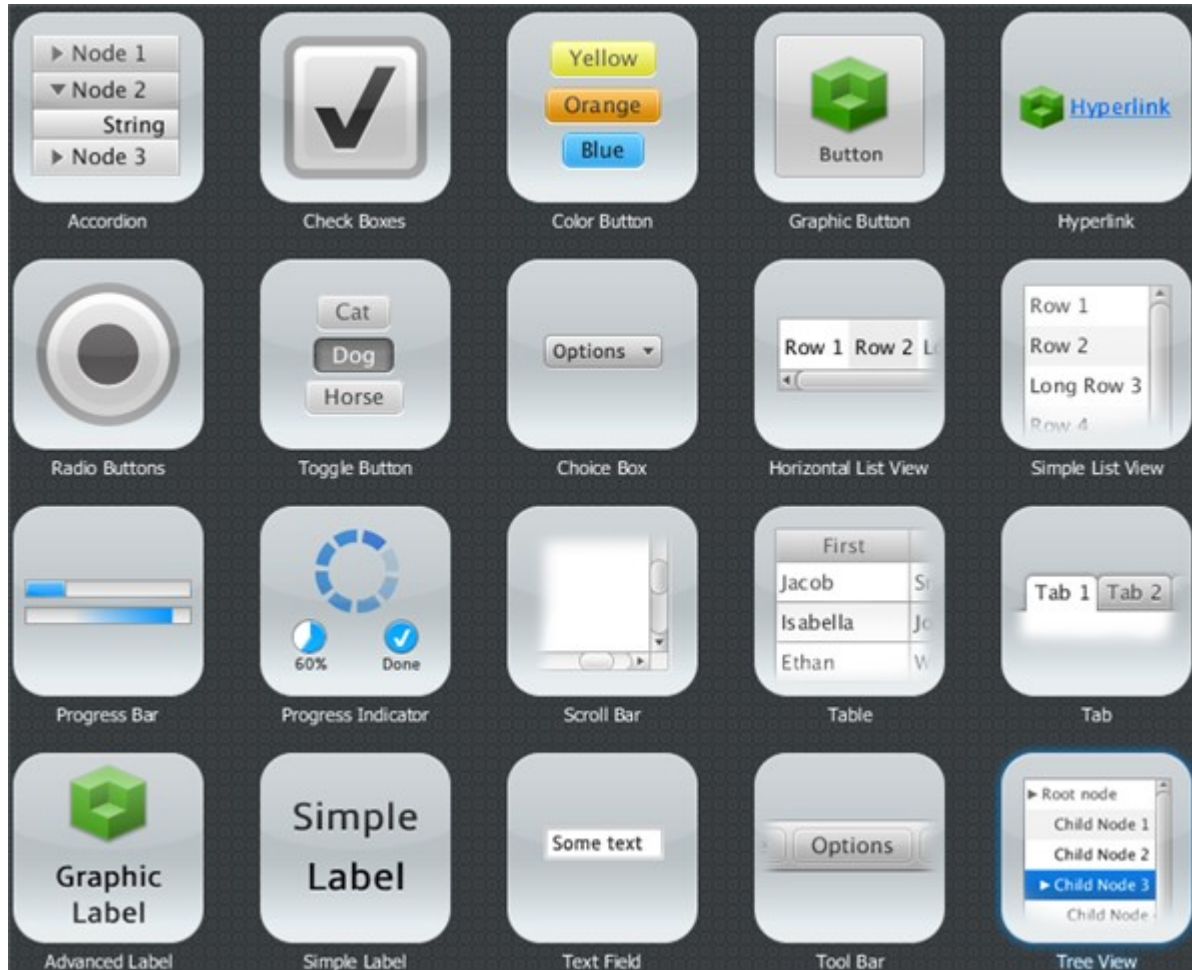 Node 1
Node 2
String
Node 3
Accordion
Check Boxes
Yellow
Orange
Blue
Color Button
Button
Graphic Button
Hyperlink
Hyperlink
Radio Buttons
Cat
Dog
Horse
Toggle Button
Options
Choice Box
Row 1 Row 2
Horizontal List View
Row 1
Row 2
Long Row 3
Row 4
Simple List View
Progress Bar
60% Done
Progress Indicator
Scroll Bar
First
Jacob
Isabella
Ethan
Table
Tab 1 Tab 2
Tab
Graphic
Label
Advanced Label
Simple
Label
Simple Label
Some text
Text Field
Options
Tool Bar
Root node
Child Node 1
Child Node 2
Child Node 3
Child Node
Tree View